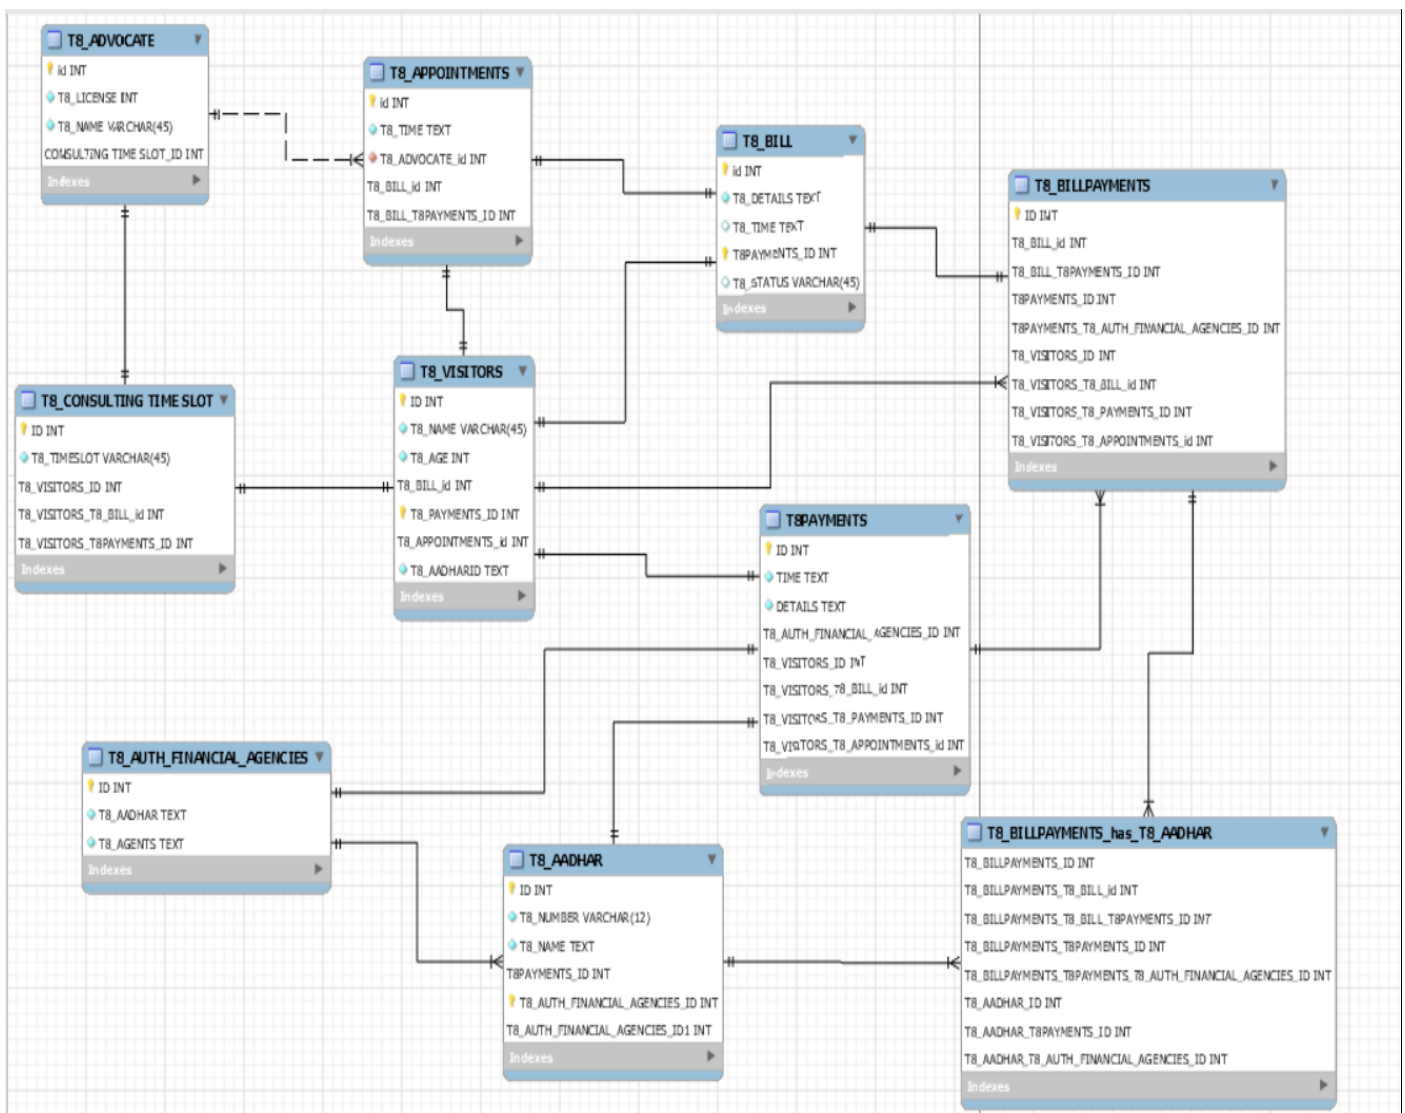 T8_ADVOCATE
id INT
T8_LICENSE INT
T8_NAME VARCHAR(45)
CONSULTING TIME SLOT_ID INT
Indexes
T8_APPOINTMENTS
id INT
T8_TIME TEXT
T8_ADVOCATE_id INT
T8_BILL_id INT
T8_BILL_T8PAYMENTS_ID INT
Indexes
T8_BILL
id INT
T8_DETAILS TEXT
T8_TIME TEXT
T8PAYMENTS_ID INT
T8_STATUS VARCHAR(45)
Indexes
T8_BILLPAYMENTS
ID INT
T8_BILL_id INT
T8_BILL_T8PAYMENTS_ID INT
T8PAYMENTS_ID INT
T8PAYMENTS_T8_AUTH_FINANCIAL_AGENCIES_ID INT
T8_VISITORS_ID INT
T8_VISITORS_T8_BILL_id INT
T8_VISITORS_T8_PAYMENTS_ID INT
T8_VISITORS_T8_APPOINTMENTS_id INT
Indexes
T8_CONSULTING TIME SLOT
ID INT
T8_TIMESLOT VARCHAR(45)
T8_VISITORS_ID INT
T8_VISITORS_T8_BILL_id INT
T8_VISITORS_T8PAYMENTS_ID INT
Indexes
T8_VISITORS
ID INT
T8_NAME VARCHAR(45)
T8_AGE INT
T8_BILL_id INT
T8_PAYMENTS_ID INT
T8_APPOINTMENTS_id INT
T8_AADHARID TEXT
Indexes
T8PAYMENTS
ID INT
TIME TEXT
DETAILS TEXT
T8_AUTH_FINANCIAL_AGENCIES_ID INT
T8_VISITORS_ID INT
T8_VISITORS_T8_BILL_id INT
T8_VISITORS_T8_PAYMENTS_ID INT
T8_VISITORS_T8_APPOINTMENTS_id INT
Indexes
T8_AUTH_FINANCIAL_AGENCIES
ID INT
T8_AADHAR TEXT
T8_AGENTS TEXT
Indexes
T8_AADHAR
ID INT
T8_NUMBER VARCHAR(12)
T8_NAME TEXT
T8PAYMENTS_ID INT
T8_AUTH_FINANCIAL_AGENCIES_ID INT
T8_AUTH_FINANCIAL_AGENCIES_ID1 INT
Indexes
T8_BILLPAYMENTS_has_T8_AADHAR
T8_BILLPAYMENTS_ID INT
T8_BILLPAYMENTS_T8_BILL_id INT
T8_BILLPAYMENTS_T8_BILL_T8PAYMENTS_ID INT
T8_BILLPAYMENTS_T8PAYMENTS_ID INT
T8_BILLPAYMENTS_T8PAYMENTS_T8_AUTH_FINANCIAL_AGENCIES_ID INT
T8_AADHAR_ID INT
T8_AADHAR_T8PAYMENTS_ID INT
T8_AADHAR_T8_AUTH_FINANCIAL_AGENCIES_ID INT
Indexes